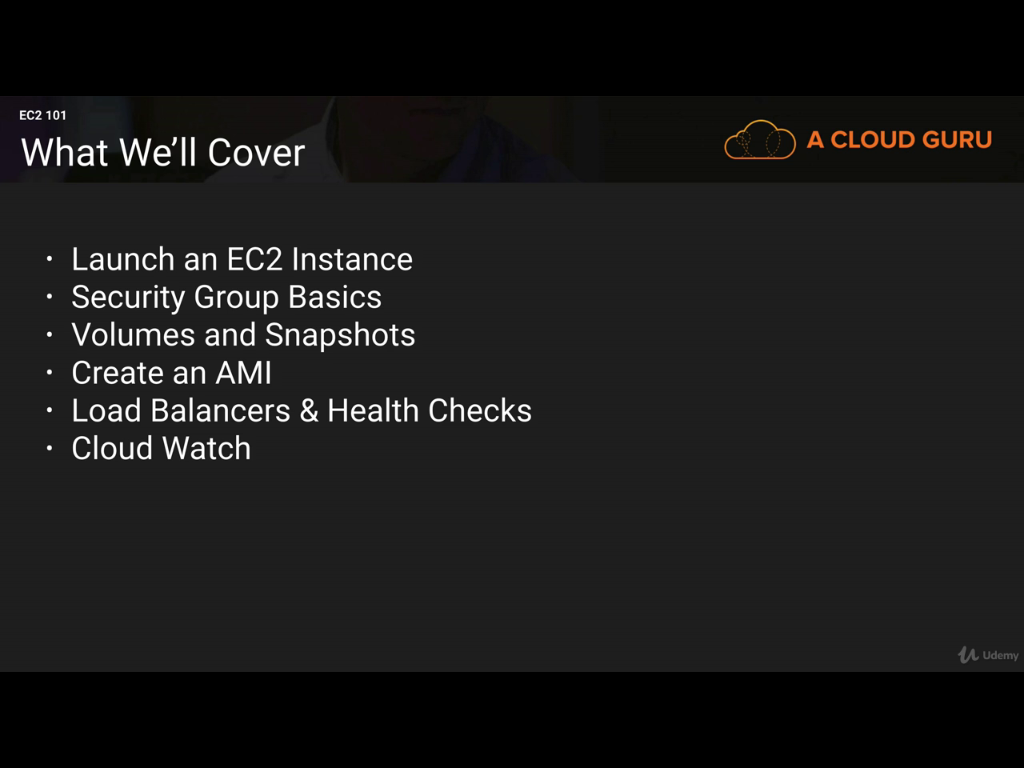 EC2 101
What We’ll Cover
A CLOUD GURU
• Launch an EC2 Instance
• Security Group Basics
• Volumes and Snapshots
• Create an AMI
• Load Balancers & Health Checks
• Cloud Watch
Udemy